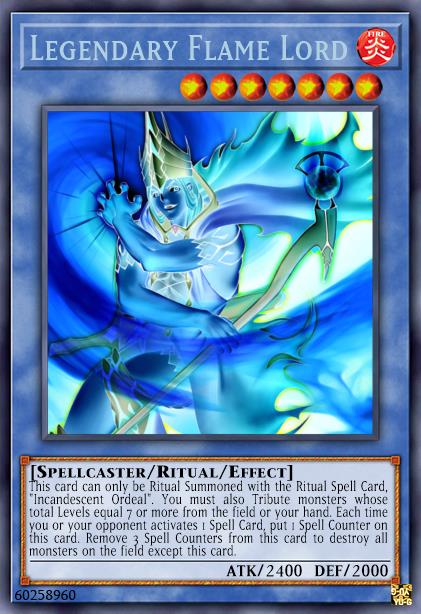 LEGENDARY FLAME LORD
FIRE
炎
[SPELLCASTER/RITUAL/EFFECT]
This card can only be Ritual Summoned with the Ritual Spell Card,
"Incandescent Ordeal". You must also Tribute monsters whose
total Levels equal 7 or more from the field or your hand. Each time
you or your opponent activates 1 Spell Card, put 1 Spell Counter on
this card. Remove 3 Spell Counters from this card to destroy all
monsters on the field except this card.
ATK/2400 DEF/2000
60258960